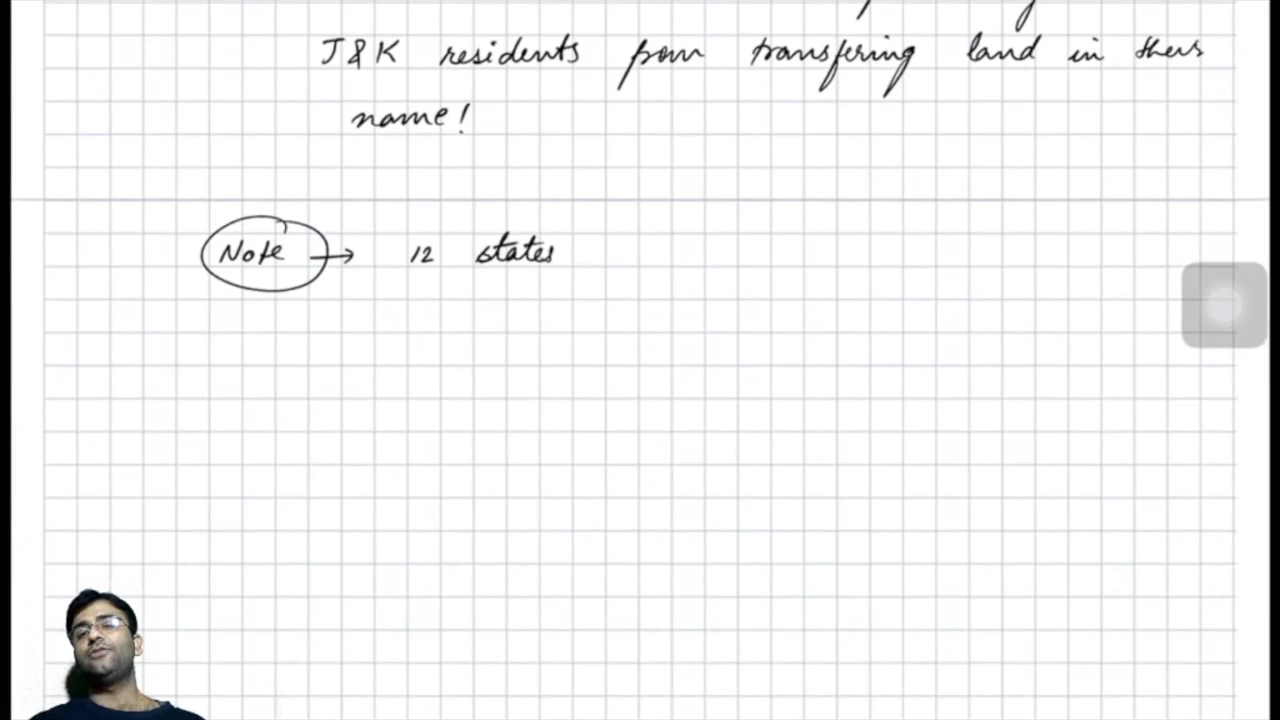 J&K residents from transfering land in their
name!
Note → 12 states